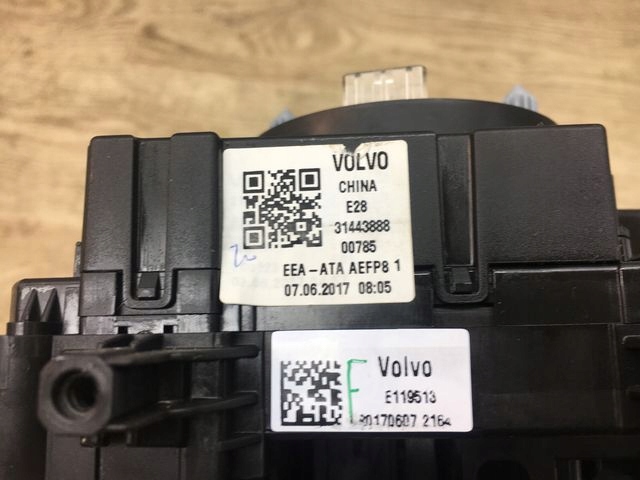 VOLVO
CHINA
E28
31443888
00785
EEA-ATA AEFP8 1
07.06.2017 08:05
F
Volvo
E119513
20170607 2164